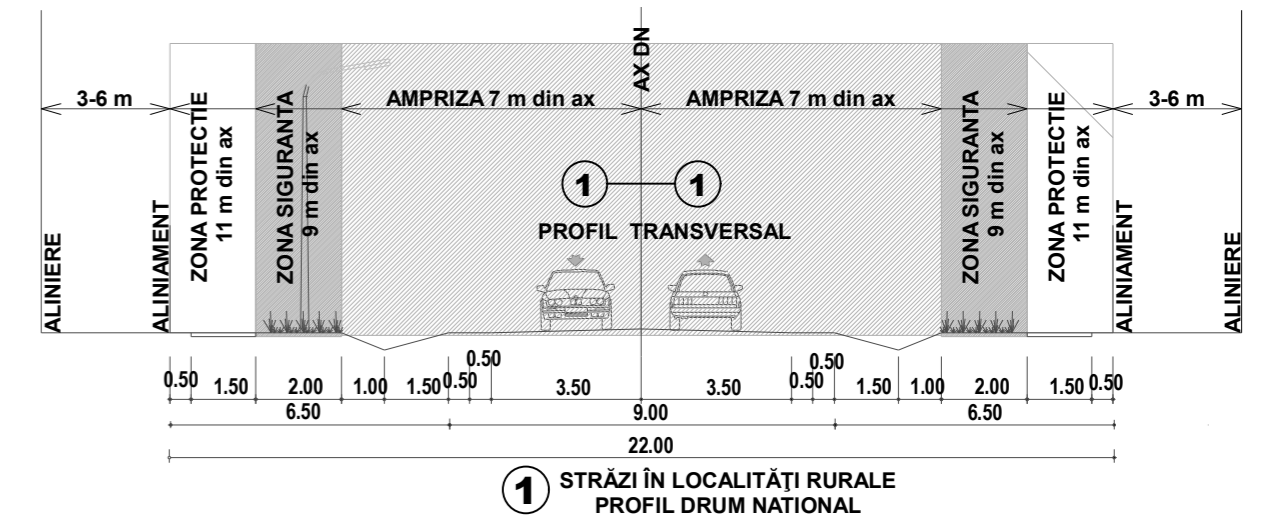 AX DN
3-6 m
AMPRIZA 7 m din ax
AMPRIZA 7 m din ax
3-6 m
ALINIERE
ALINIAMENT
ZONA PROTECTIE
11 m din ax
ZONA SIGURANTA
9 m din ax
1
1
PROFIL TRANSVERSAL
ZONA SIGURANTA
9 m din ax
ZONA PROTECTIE
11 m din ax
ALINIAMENT
ALINIERE
0.50 1.50 2.00 1.00 1.50 0.50 0.50 3.50 3.50 0.50 0.50 1.50 1.00 2.00 1.50 0.50
6.50 9.00 6.50
22.00
1
STRĂZI ÎN LOCALITĂŢI RURALE
PROFIL DRUM NATIONAL